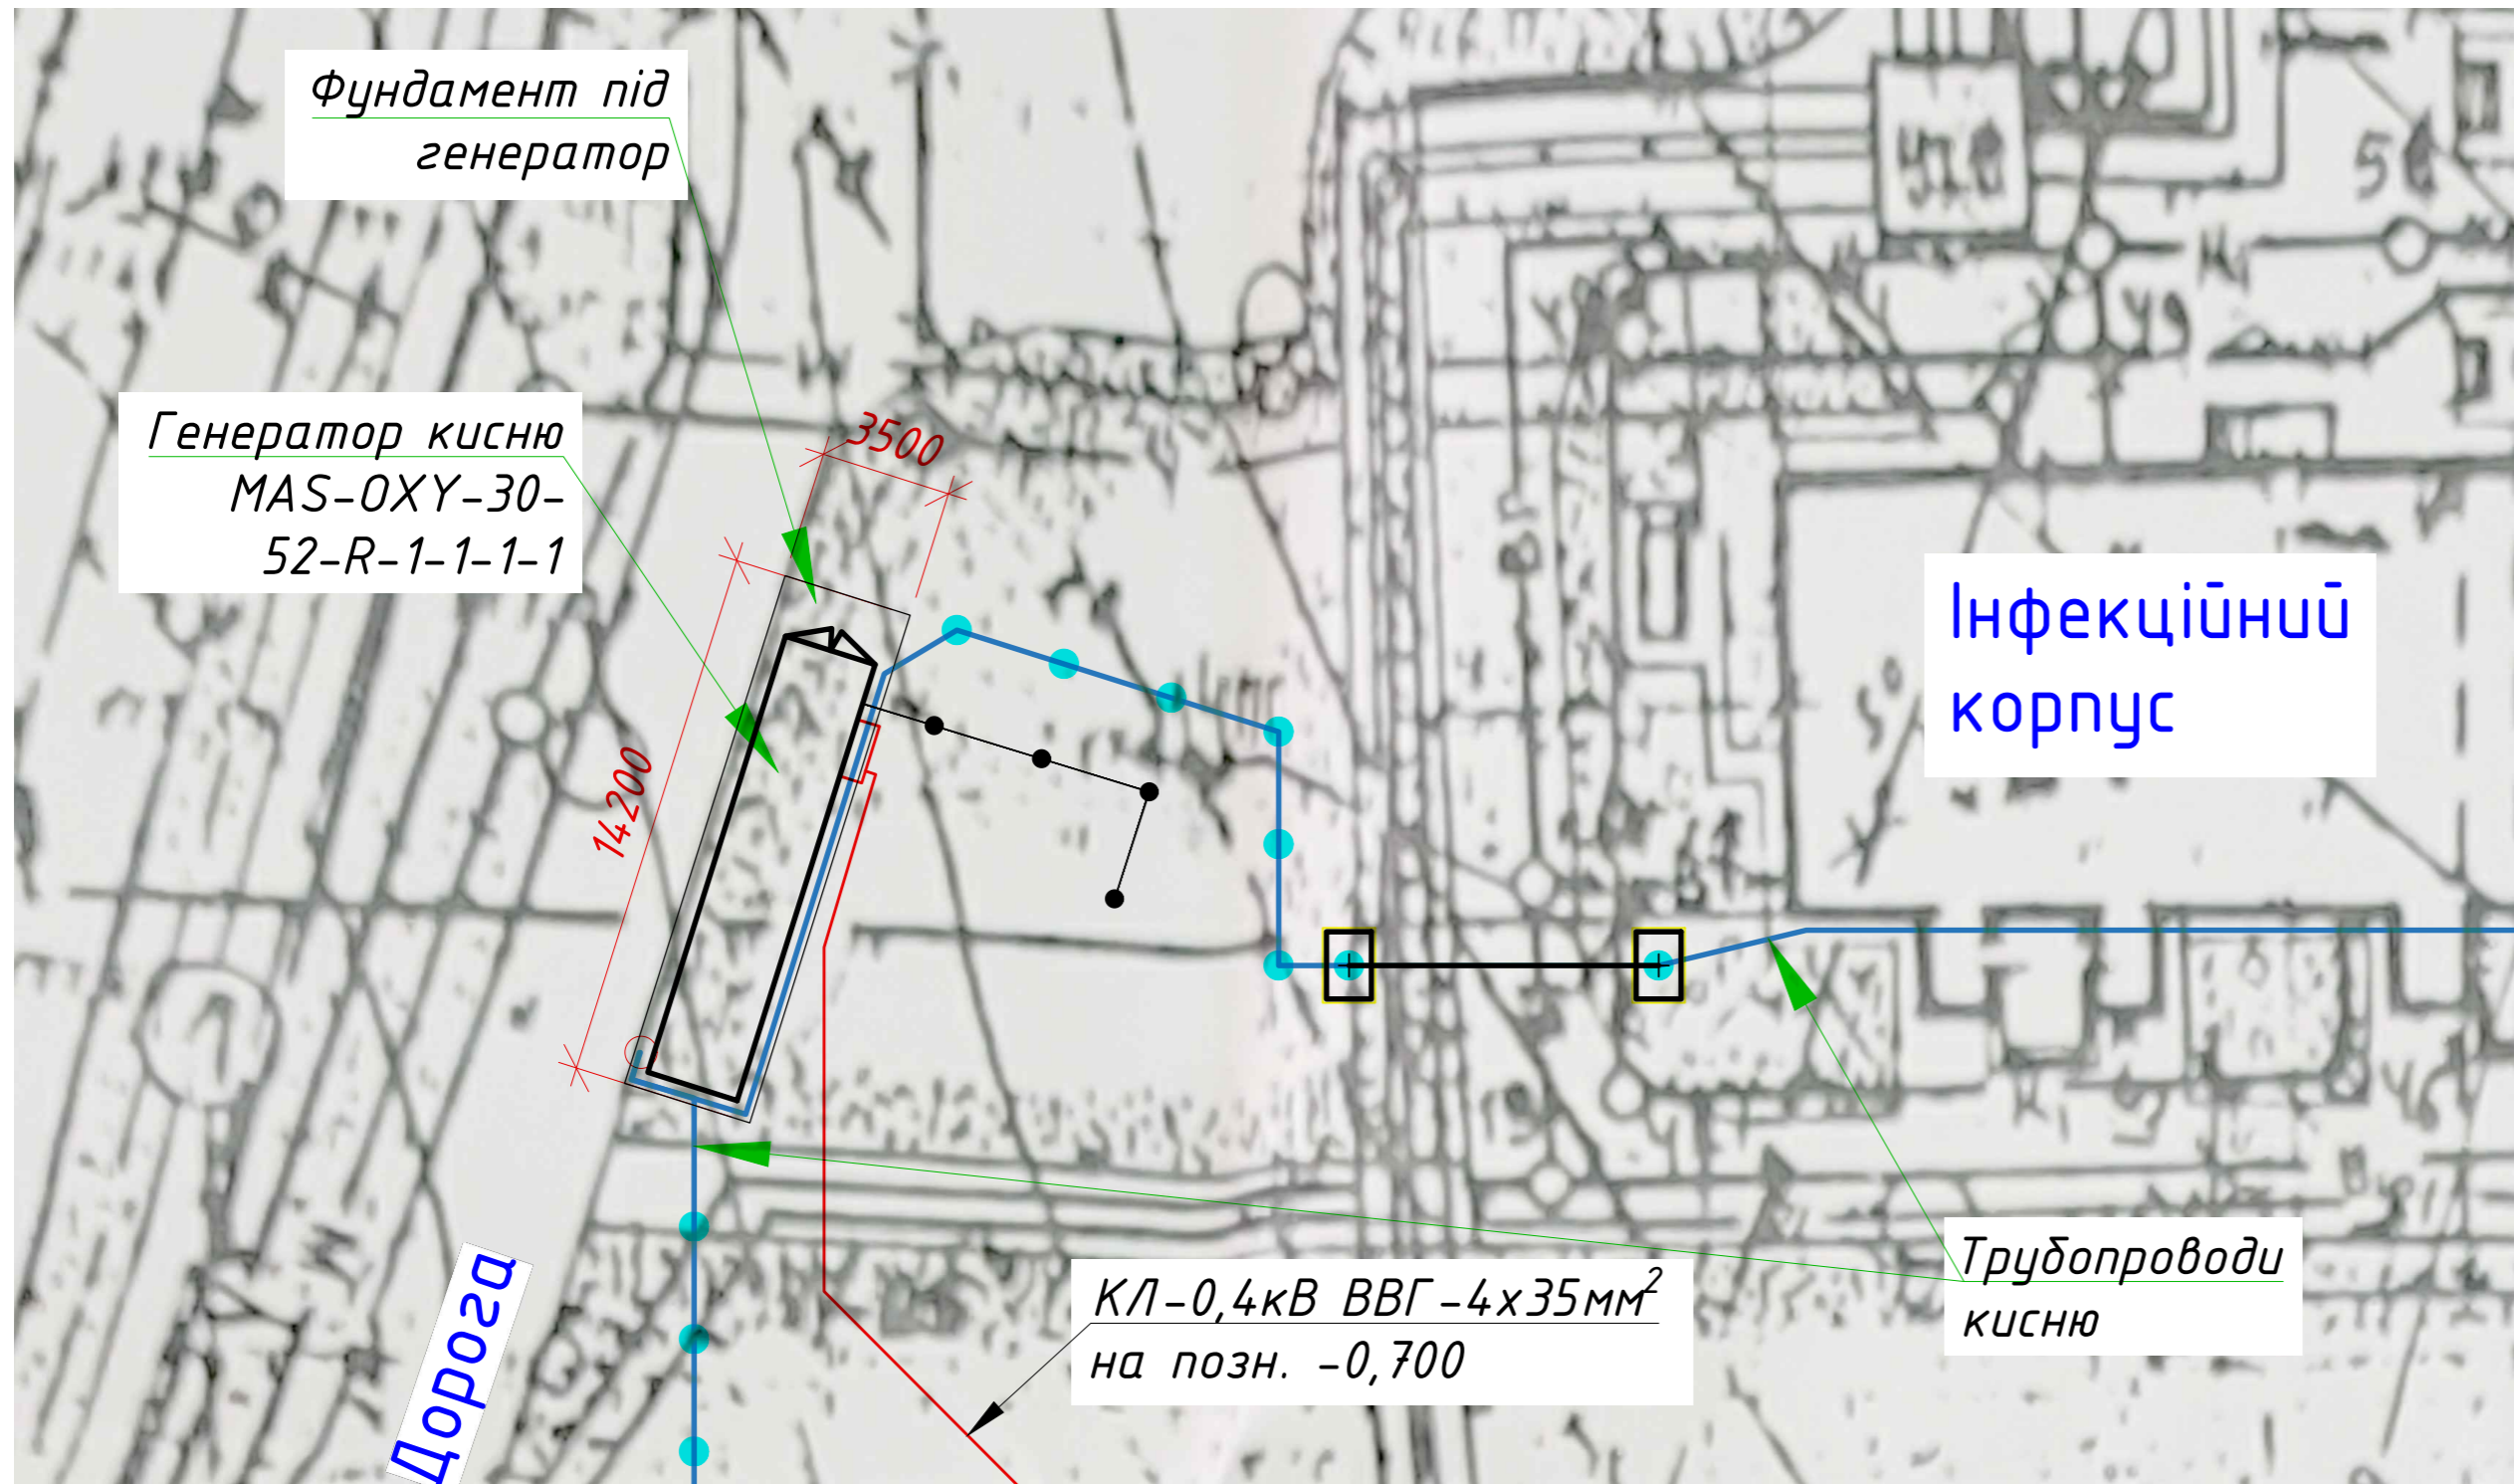 Фундамент під
генератор
Генератор кисню
MAS-OXY-30-
52-R-1-1-1-1
3500
14200
Інфекційний
корпус
Трубопроводи
кисню
КЛ-0,4кВ ВВГ-4х35мм²
на позн. -0,700
Дорога